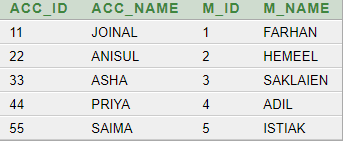 ACC_ID ACC_NAME M_ID M_NAME
11 JOINAL 1 FARHAN
22 ANISUL 2 HEMEEL
33 ASHA 3 SAKLAIEN
44 PRIYA 4 ADIL
55 SAIMA 5 ISTIAK